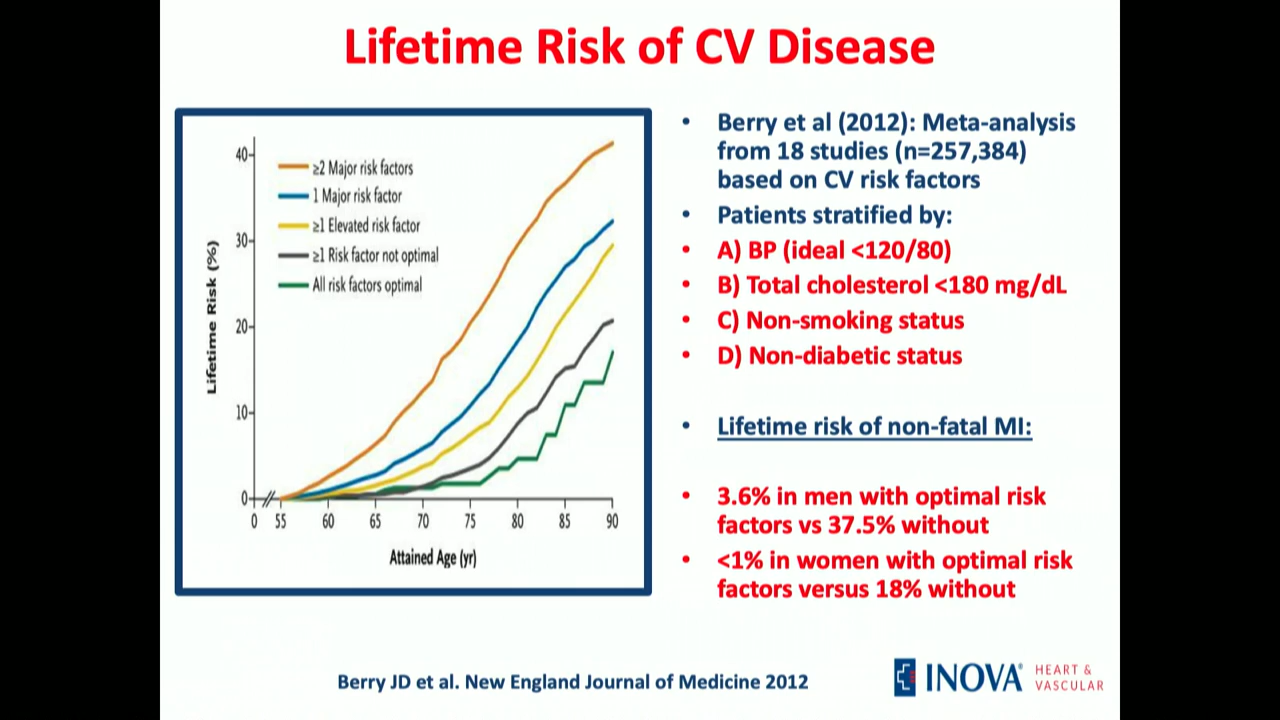 Lifetime Risk of CV Disease
Lifetime Risk (%)
40
30
20
10
0
≥2 Major risk factors
1 Major risk factor
≥1 Elevated risk factor
≥1 Risk factor not optimal
All risk factors optimal
0 55 60 65 70 75 80 85 90
Attained Age (yr)
• Berry et al (2012): Meta-analysis
from 18 studies (n=257,384)
based on CV risk factors
• Patients stratified by:
• A) BP (ideal <120/80)
• B) Total cholesterol <180 mg/dL
• C) Non-smoking status
• D) Non-diabetic status
• Lifetime risk of non-fatal MI:
• 3.6% in men with optimal risk
factors vs 37.5% without
• <1% in women with optimal risk
factors versus 18% without
Berry JD et al. New England Journal of Medicine 2012
INOVA®
HEART &
VASCULAR